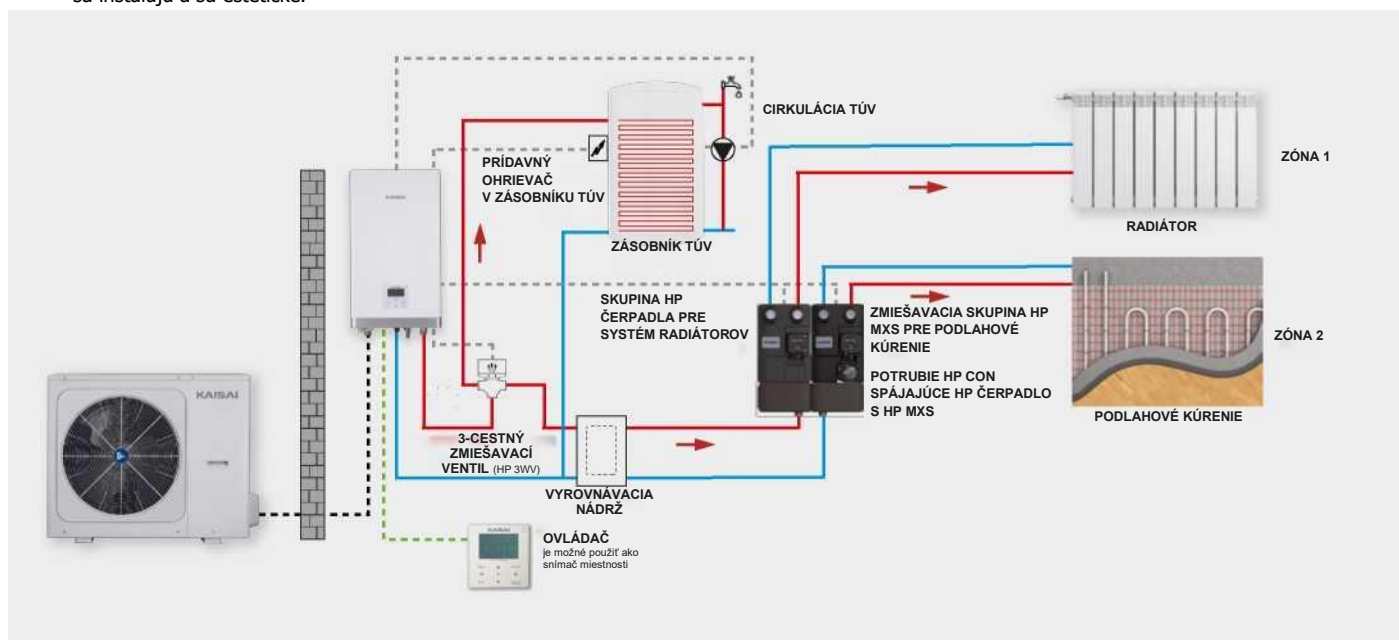 CIRKULÁCIA TÚV
PRÍDAVNÝ
OHRIEVAČ
V ZÁSOBNÍKU TÚV
ZÁSOBNÍK TÚV
ZÓNA 1
RADIÁTOR
SKUPINA HP
ČERPADLA PRE
SYSTÉM RADIÁTOROV
ZMIEŠAVACIA SKUPINA HP
MXS PRE PODLAHOVÉ
KÚRENIE
POTRUBIE HP CON
SPÁJAJÚCE HP ČERPADLO
S HP MXS
ZÓNA 2
PODLAHOVÉ KÚRENIE
KAISAI
3-CESTNÝ
ZMIEŠAVACÍ
VENTIL (HP 3WV)
VYROVNÁVACIA
NÁDRŽ
KAISAI
OVLÁDAČ
je možné použiť ako
snímač miestnosti